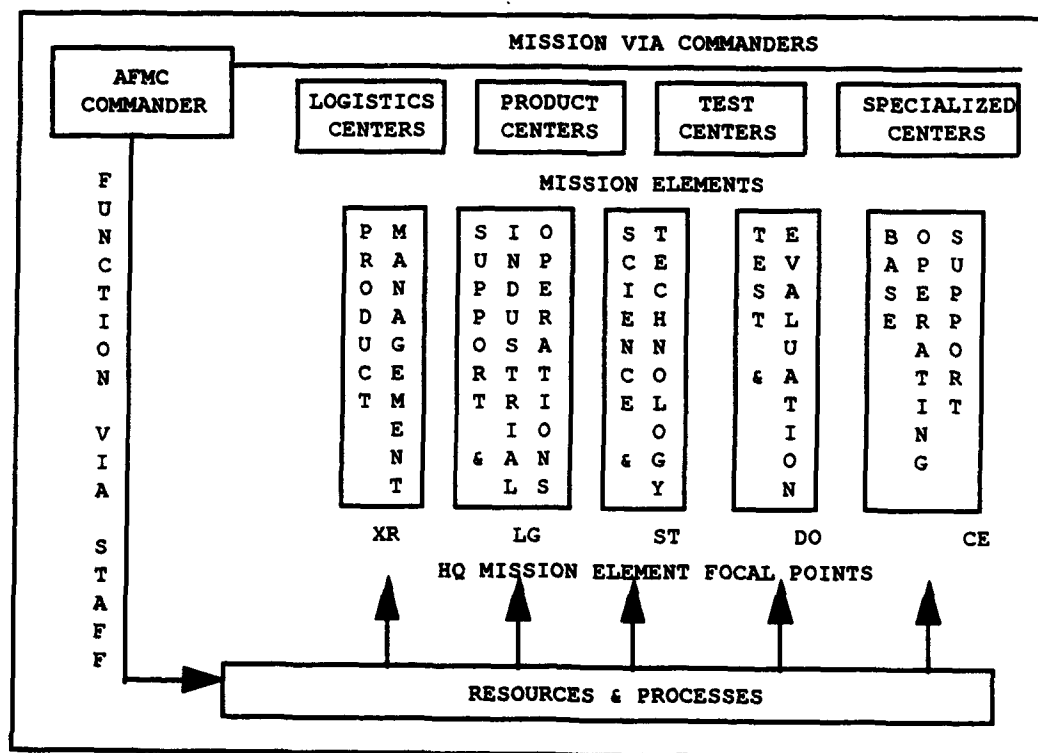 MISSION VIA COMMANDERS
AFMC
COMMANDER
LOGISTICS
CENTERS
PRODUCT
CENTERS
TEST
CENTERS
SPECIALIZED
CENTERS
FUNCTION VIA STAFF
MISSION ELEMENTS
PRODUCT
MANAGEMENT
SUPPORT &
INDUSTRIAL
OPERATIONS
SCIENCE &
TECHNOLOGY
TEST &
EVALUATION
BASE
OPERATING
SUPPORT
XR
LG
ST
DO
CE
HQ MISSION ELEMENT FOCAL POINTS
RESOURCES & PROCESSES